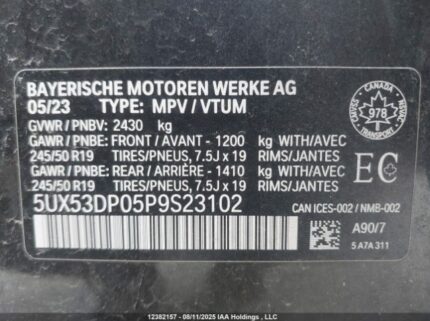 BAYERISCHE MOTOREN WERKE AG
05/23 TYPE: MPV / VTUM
GVWR / PNBV: 2430 kg
GAWR / PNBE: FRONT / AVANT - 1200 kg WITH/AVEC
245/50 R19 TIRES/PNEUS, 7.5J x 19 RIMS/JANTES
GAWR / PNBE: REAR / ARRIÈRE - 1410 kg WITH/AVEC
245/50 R19 TIRES/PNEUS, 7.5J x 19 RIMS/JANTES
5UX53DP05P9S23102
CANADA
978
TRANSPORT
EC
CAN ICES-002 / NMB-002
A90/7
5 A7A 311
12382157 - 08/11/2025 IAA Holdings , LLC